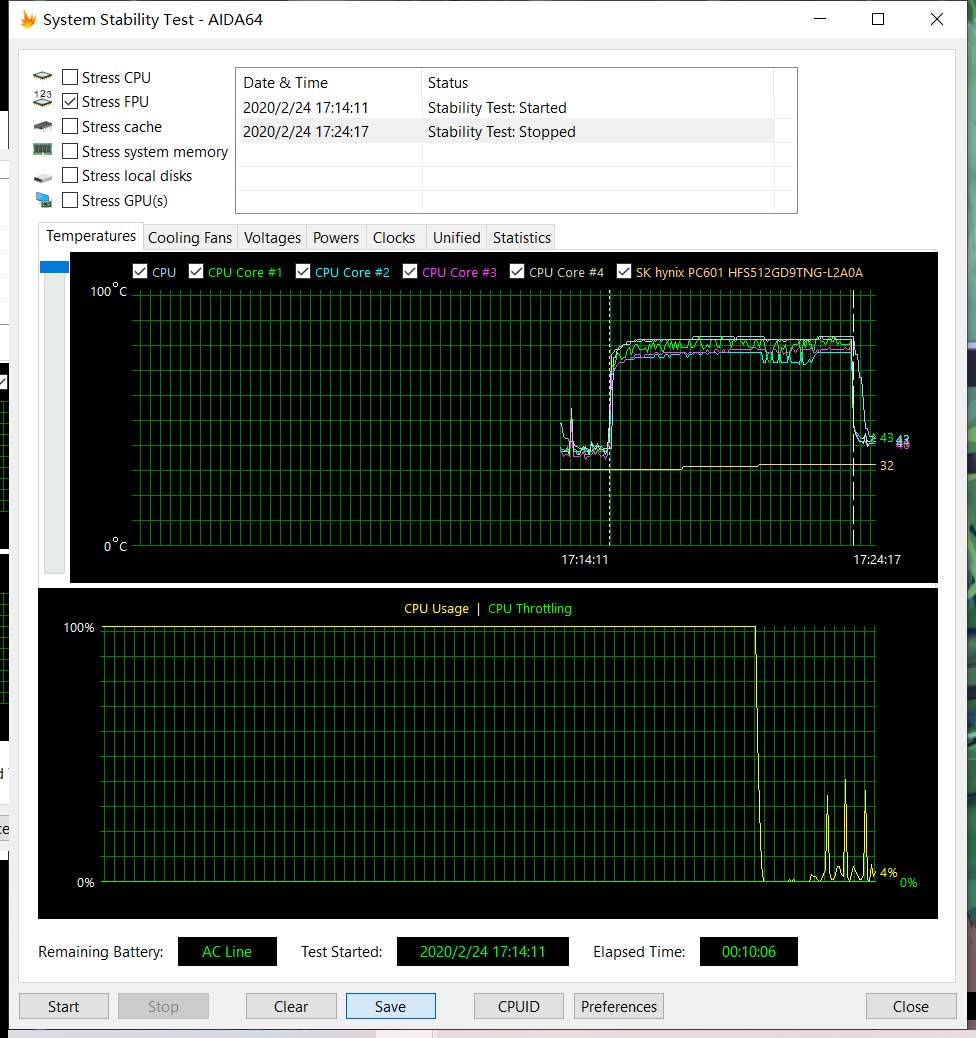 System Stability Test - AIDA64
Stress CPU
123
Stress FPU
Stress cache
Stress system memory
Stress local disks
Stress GPU(s)
Date & Time Status
2020/2/24 17:14:11 Stability Test: Started
2020/2/24 17:24:17 Stability Test: Stopped
Temperatures Cooling Fans Voltages Powers Clocks Unified Statistics
CPU CPU Core #1 CPU Core #2 CPU Core #3 CPU Core #4 SK hynix PC601 HFS512GD9TNG-L2A0A
100°C
43
32
0°C
17:14:11 17:24:17
CPU Usage | CPU Throttling
100%
0% 4% 0%
Remaining Battery: AC Line Test Started: 2020/2/24 17:14:11 Elapsed Time: 00:10:06
Start Stop Clear Save CPUID Preferences Close